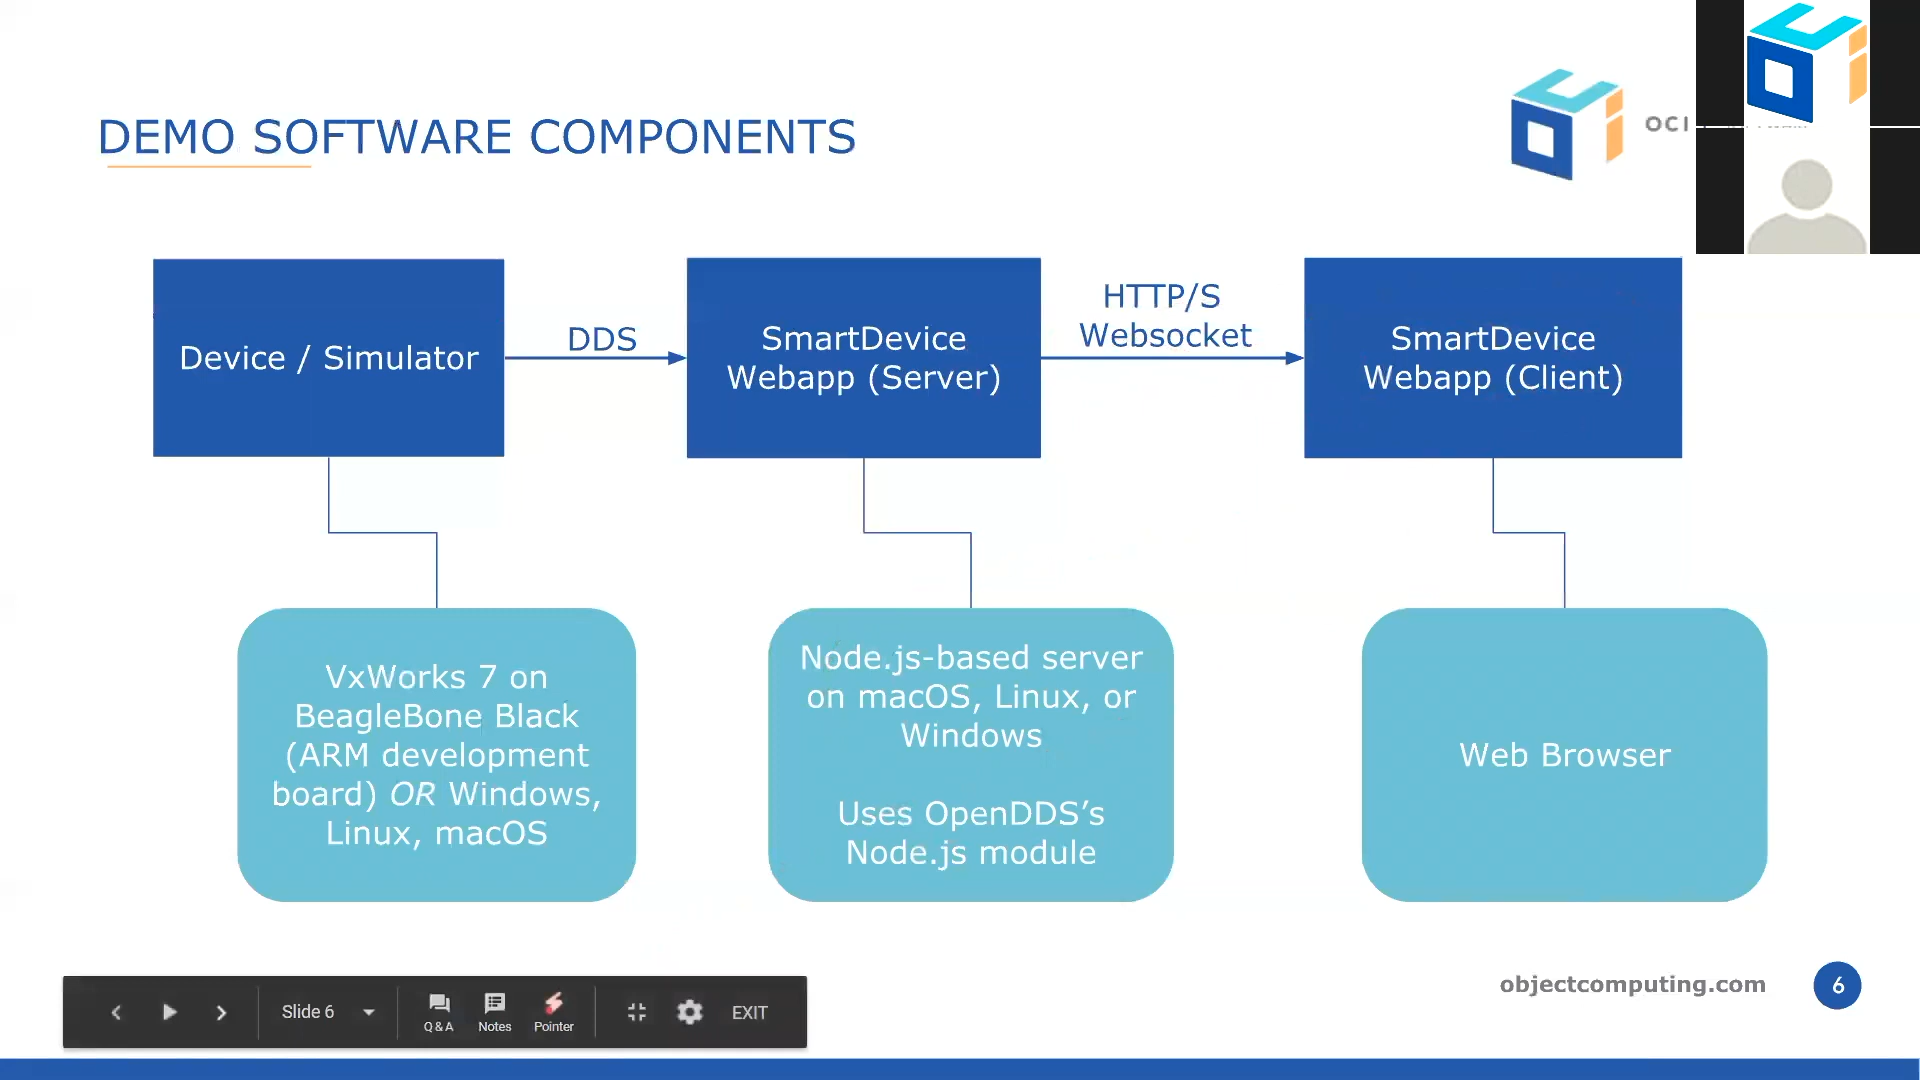 DEMO SOFTWARE COMPONENTS
OCI
Device / Simulator
DDS
SmartDevice
Webapp (Server)
HTTP/S
Websocket
SmartDevice
Webapp (Client)
VxWorks 7 on
BeagleBone Black
(ARM development
board) OR Windows,
Linux, macOS
Node.js-based server
on macOS, Linux, or
Windows
Uses OpenDDS’s
Node.js module
Web Browser
objectcomputing.com
6
Slide 6
Q&A
Notes
Pointer
EXIT